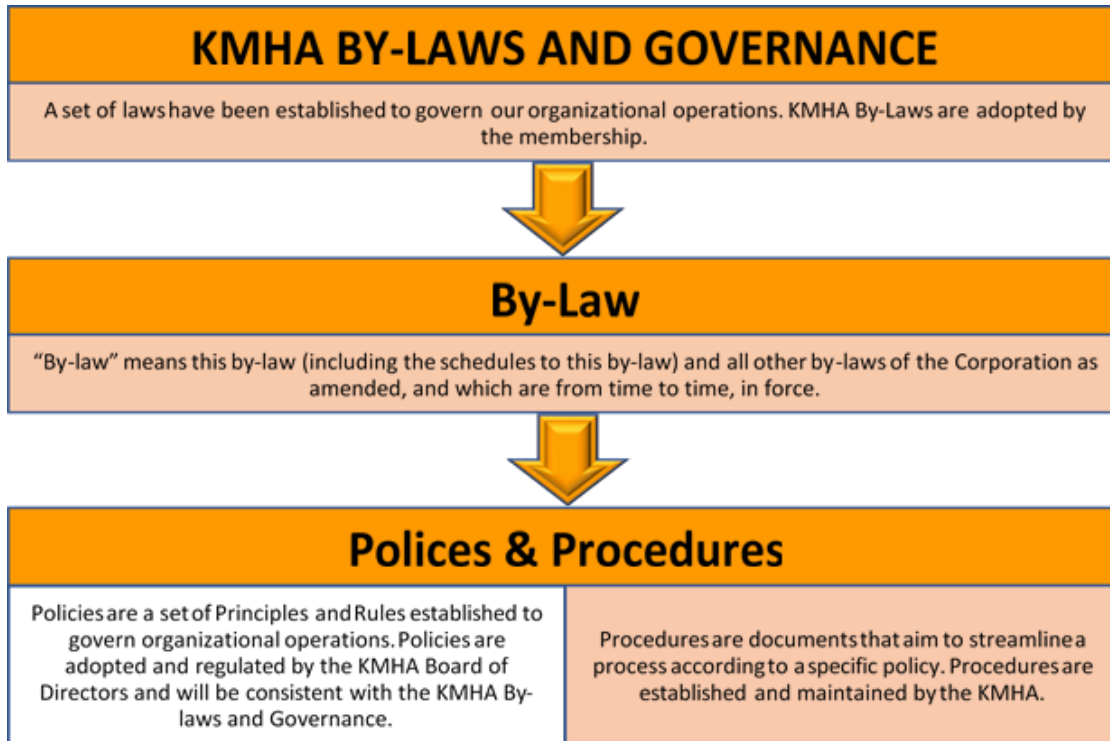 KMHA BY-LAWS AND GOVERNANCE
A set of laws have been established to govern our organizational operations. KMHA By-Laws are adopted by
the membership.
By-Law
“By-law” means this by-law (including the schedules to this by-law) and all other by-laws of the Corporation as
amended, and which are from time to time, in force.
Polices & Procedures
Policies are a set of Principles and Rules established to
govern organizational operations. Policies are
adopted and regulated by the KMHA Board of
Directors and will be consistent with the KMHA By-
laws and Governance.
Procedures are documents that aim to streamline a
process according to a specific policy. Procedures are
established and maintained by the KMHA.